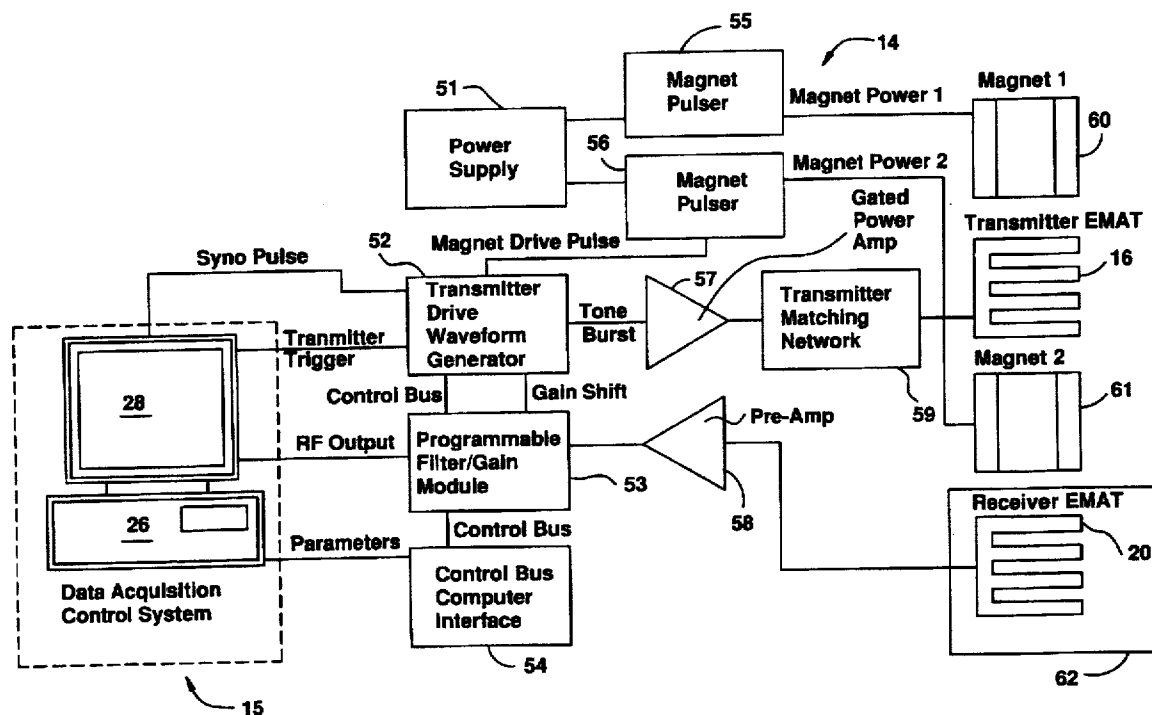 55
14
51
Magnet
Pulser
Magnet Power 1
Magnet 1
60
Power
Supply
56
Magnet
Pulser
Magnet Power 2
Gated
Power
Amp
Transmitter EMAT
16
Magnet Drive Pulse
Syno Pulse
52
57
Transmitter
Drive
Waveform
Generator
Tone
Burst
Transmitter
Matching
Network
59
Tranmitter
Trigger
Magnet 2
61
Control Bus
Gain Shift
28
RF Output
Programmable
Filter/Gain
Module
53
Pre-Amp
58
26
Parameters
Control Bus
Receiver EMAT
20
Data Acquisition
Control System
Control Bus
Computer
Interface
54
62
15